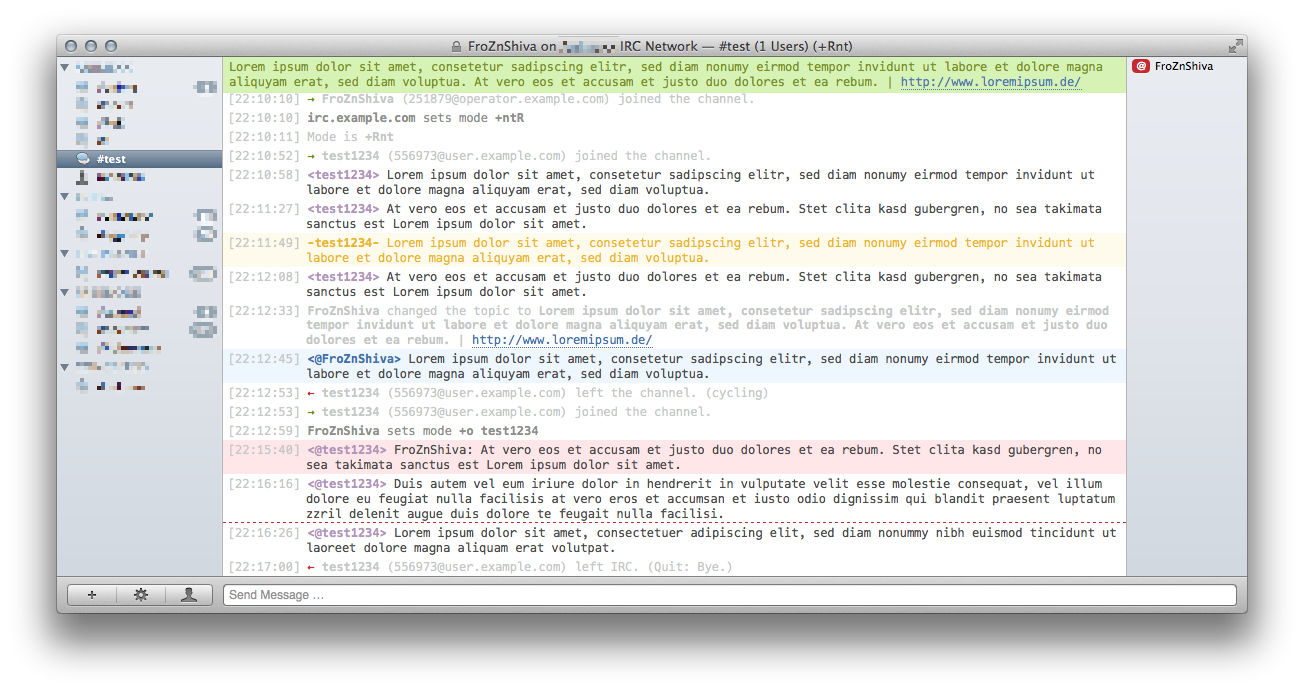 FroZnShiva on IRC Network — #test (1 Users) (+Rnt)
Lorem ipsum dolor sit amet, consetetur sadipscing elitr, sed diam nonumy eirmod tempor invidunt ut labore et dolore magna
aliquyam erat, sed diam voluptua. At vero eos et accusam et justo duo dolores et ea rebum. | http://www.loremipsum.de/
@ FroZnShiva
[22:10:10] → FroZnShiva (251879@operator.example.com) joined the channel.
[22:10:10] irc.example.com sets mode +ntR
[22:10:11] Mode is +Rnt
[22:10:52] → test1234 (556973@user.example.com) joined the channel.
#test
[22:10:58] <test1234> Lorem ipsum dolor sit amet, consetetur sadipscing elitr, sed diam nonumy eirmod tempor invidunt ut
labore et dolore magna aliquyam erat, sed diam voluptua.
[22:11:27] <test1234> At vero eos et accusam et justo duo dolores et ea rebum. Stet clita kasd gubergren, no sea takimata
sanctus est Lorem ipsum dolor sit amet.
[22:11:49] -test1234- Lorem ipsum dolor sit amet, consetetur sadipscing elitr, sed diam nonumy eirmod tempor invidunt ut
labore et dolore magna aliquyam erat, sed diam voluptua.
[22:12:08] <test1234> At vero eos et accusam et justo duo dolores et ea rebum. Stet clita kasd gubergren, no sea takimata
sanctus est Lorem ipsum dolor sit amet.
[22:12:33] FroZnShiva changed the topic to Lorem ipsum dolor sit amet, consetetur sadipscing elitr, sed diam nonumy eirmod
tempor invidunt ut labore et dolore magna aliquyam erat, sed diam voluptua. At vero eos et accusam et justo duo
dolores et ea rebum. | http://www.loremipsum.de/
[22:12:45] <@FroZnShiva> Lorem ipsum dolor sit amet, consetetur sadipscing elitr, sed diam nonumy eirmod tempor invidunt ut
labore et dolore magna aliquyam erat, sed diam voluptua.
[22:12:53] ← test1234 (556973@user.example.com) left the channel. (cycling)
[22:12:53] → test1234 (556973@user.example.com) joined the channel.
[22:12:59] FroZnShiva sets mode +o test1234
[22:15:40] <@test1234> FroZnShiva: At vero eos et accusam et justo duo dolores et ea rebum. Stet clita kasd gubergren, no
sea takimata sanctus est Lorem ipsum dolor sit amet.
[22:16:16] <@test1234> Duis autem vel eum iriure dolor in hendrerit in vulputate velit esse molestie consequat, vel illum
dolore eu feugiat nulla facilisis at vero eros et accumsan et iusto odio dignissim qui blandit praesent luptatum
zzril delenit augue duis dolore te feugait nulla facilisi.
[22:16:26] <@test1234> Lorem ipsum dolor sit amet, consectetuer adipiscing elit, sed diam nonummy nibh euismod tincidunt ut
laoreet dolore magna aliquam erat volutpat.
[22:17:00] ← test1234 (556973@user.example.com) left IRC. (Quit: Bye.)
Send Message …